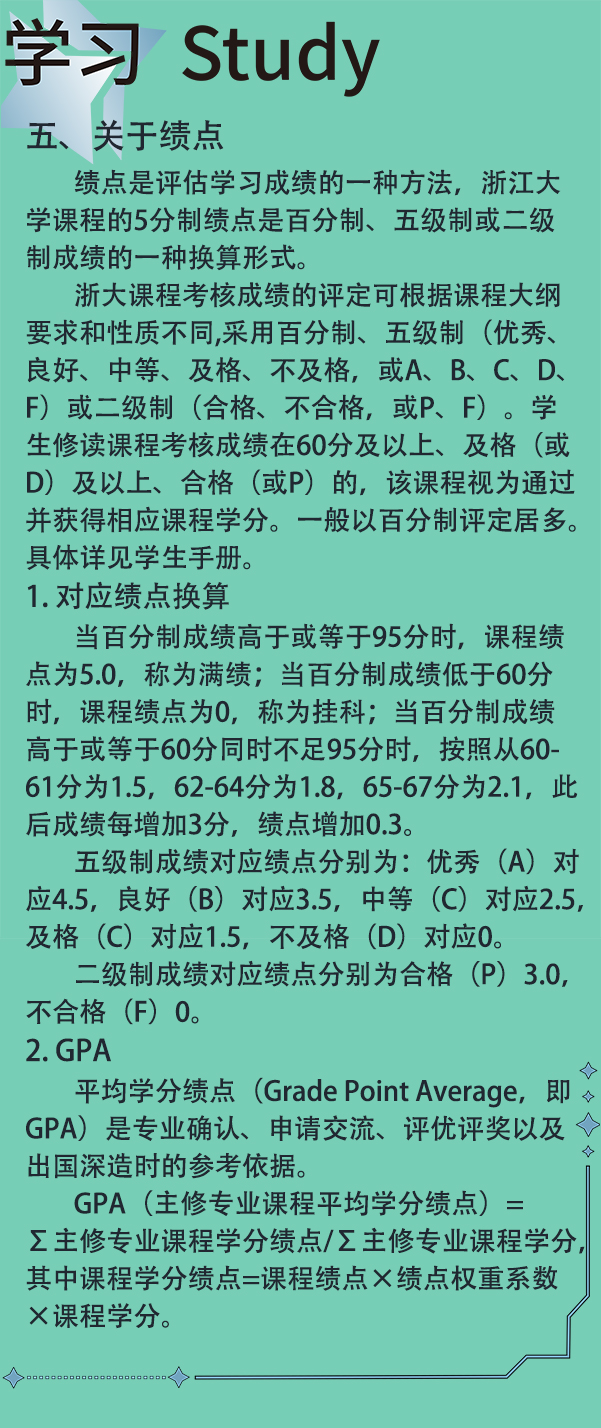 学习 Study
五、关于绩点
绩点是评估学习成绩的一种方法，浙江大
学课程的5分制绩点是百分制、五级制或二级
制成绩的一种换算形式。
浙大课程考核成绩的评定可根据课程大纲
要求和性质不同,采用百分制、五级制（优秀、
良好、中等、及格、不及格，或A、B、C、D、
F）或二级制（合格、不合格，或P、F）。学
生修读课程考核成绩在60分及以上、及格（或
D）及以上、合格（或P）的，该课程视为通过
并获得相应课程学分。一般以百分制评定居多。
具体详见学生手册。
1. 对应绩点换算
当百分制成绩高于或等于95分时，课程绩
点为5.0，称为满绩；当百分制成绩低于60分
时，课程绩点为0，称为挂科；当百分制成绩
高于或等于60分同时不足95分时，按照从60-
61分为1.5，62-64分为1.8，65-67分为2.1，此
后成绩每增加3分，绩点增加0.3。
五级制成绩对应绩点分别为：优秀（A）对
应4.5，良好（B）对应3.5，中等（C）对应2.5,
及格（C）对应1.5，不及格（D）对应0。
二级制成绩对应绩点分别为合格（P）3.0,
不合格（F）0。
2. GPA
平均学分绩点（Grade Point Average，即
GPA）是专业确认、申请交流、评优评奖以及
出国深造时的参考依据。
GPA（主修专业课程平均学分绩点）=
Σ主修专业课程学分绩点/Σ主修专业课程学分,
其中课程学分绩点=课程绩点×绩点权重系数
×课程学分。